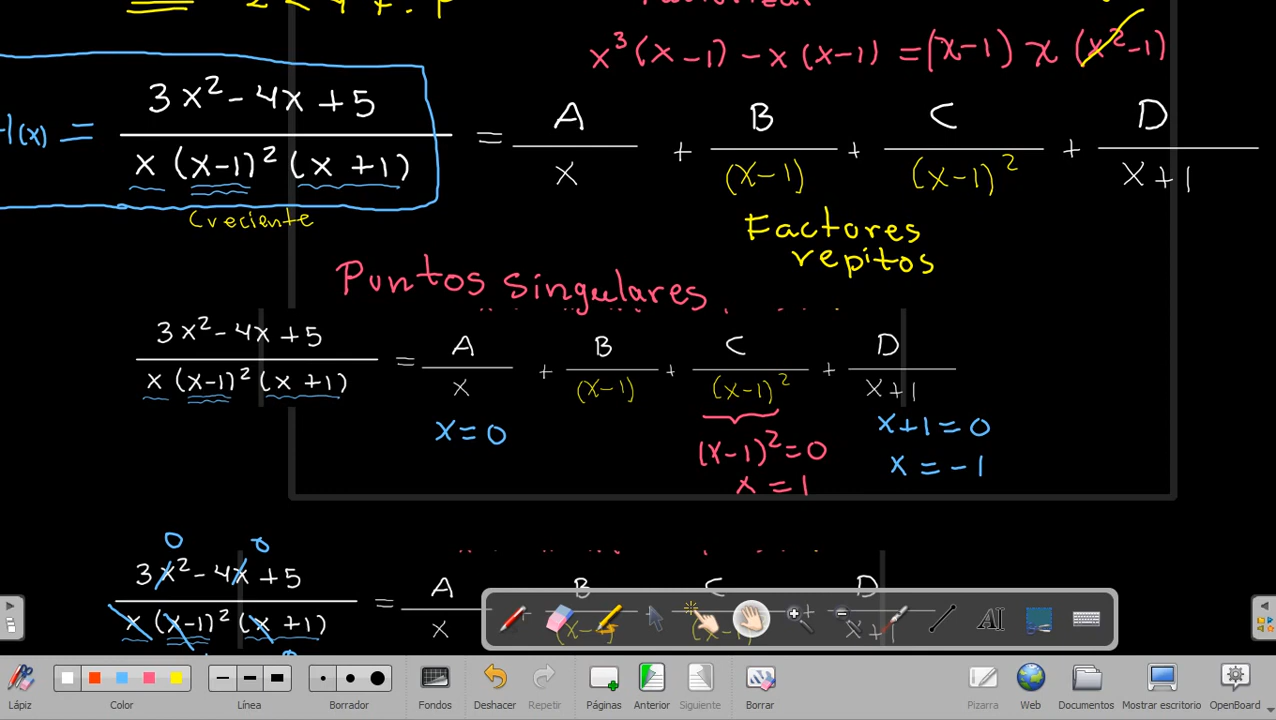 x³(x-1) - x(x-1) = (x-1) x (x²-1)
f(x) = 3x² - 4x + 5 / x (x-1)² (x+1) = A/x + B/(x-1) + C/(x-1)² + D/x+1
Creciente
Factores
repitos
Puntos singulares
3x² - 4x + 5 / x (x-1)² (x+1) = A/x + B/(x-1) + C/(x-1)² + D/x+1
x = 0
(x-1)² = 0
x = 1
x+1 = 0
x = -1
0 0
3x² - 4x + 5 / x (x-1)² (x+1) = A/x B C D
Lápiz
Color
Línea
Borrador
Fondos
Deshacer
Repetir
Páginas
Anterior
Siguiente
Borrar
Pizarra
Web
Documentos
Mostrar escritorio
OpenBoard